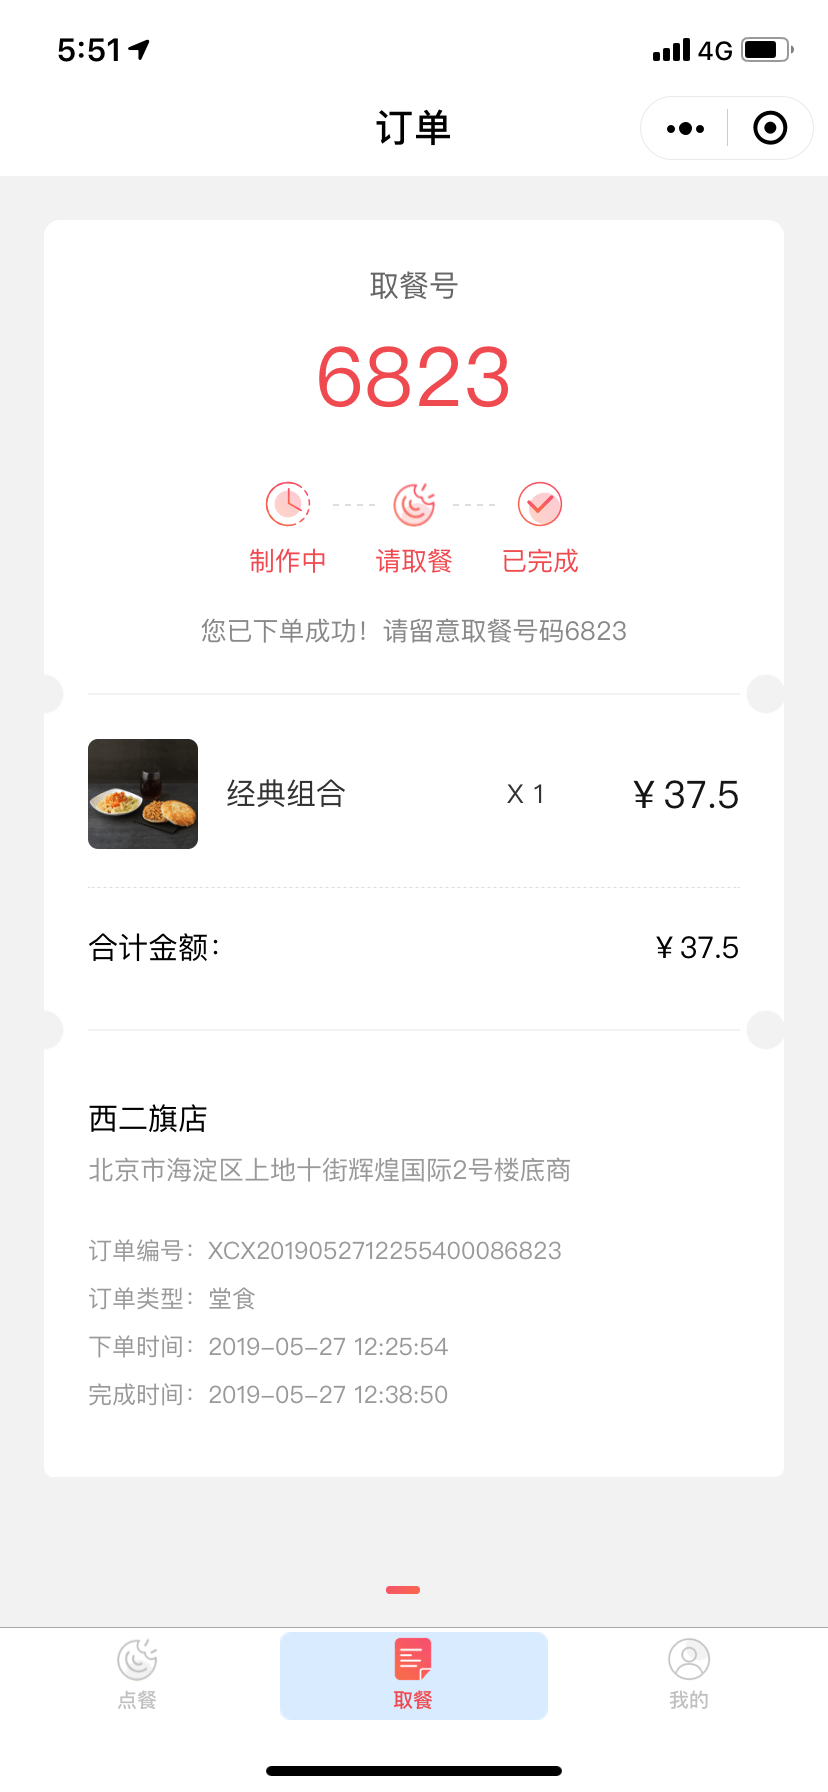 5:51
4G
订单
取餐号
6823
制作中
请取餐
已完成
您已下单成功！请留意取餐号码6823
经典组合 X 1 ¥ 37.5
合计金额： ¥ 37.5
西二旗店
北京市海淀区上地十街辉煌国际2号楼底商
订单编号：XCX2019052712255400086823
订单类型：堂食
下单时间：2019-05-27 12:25:54
完成时间：2019-05-27 12:38:50
点餐
取餐
我的